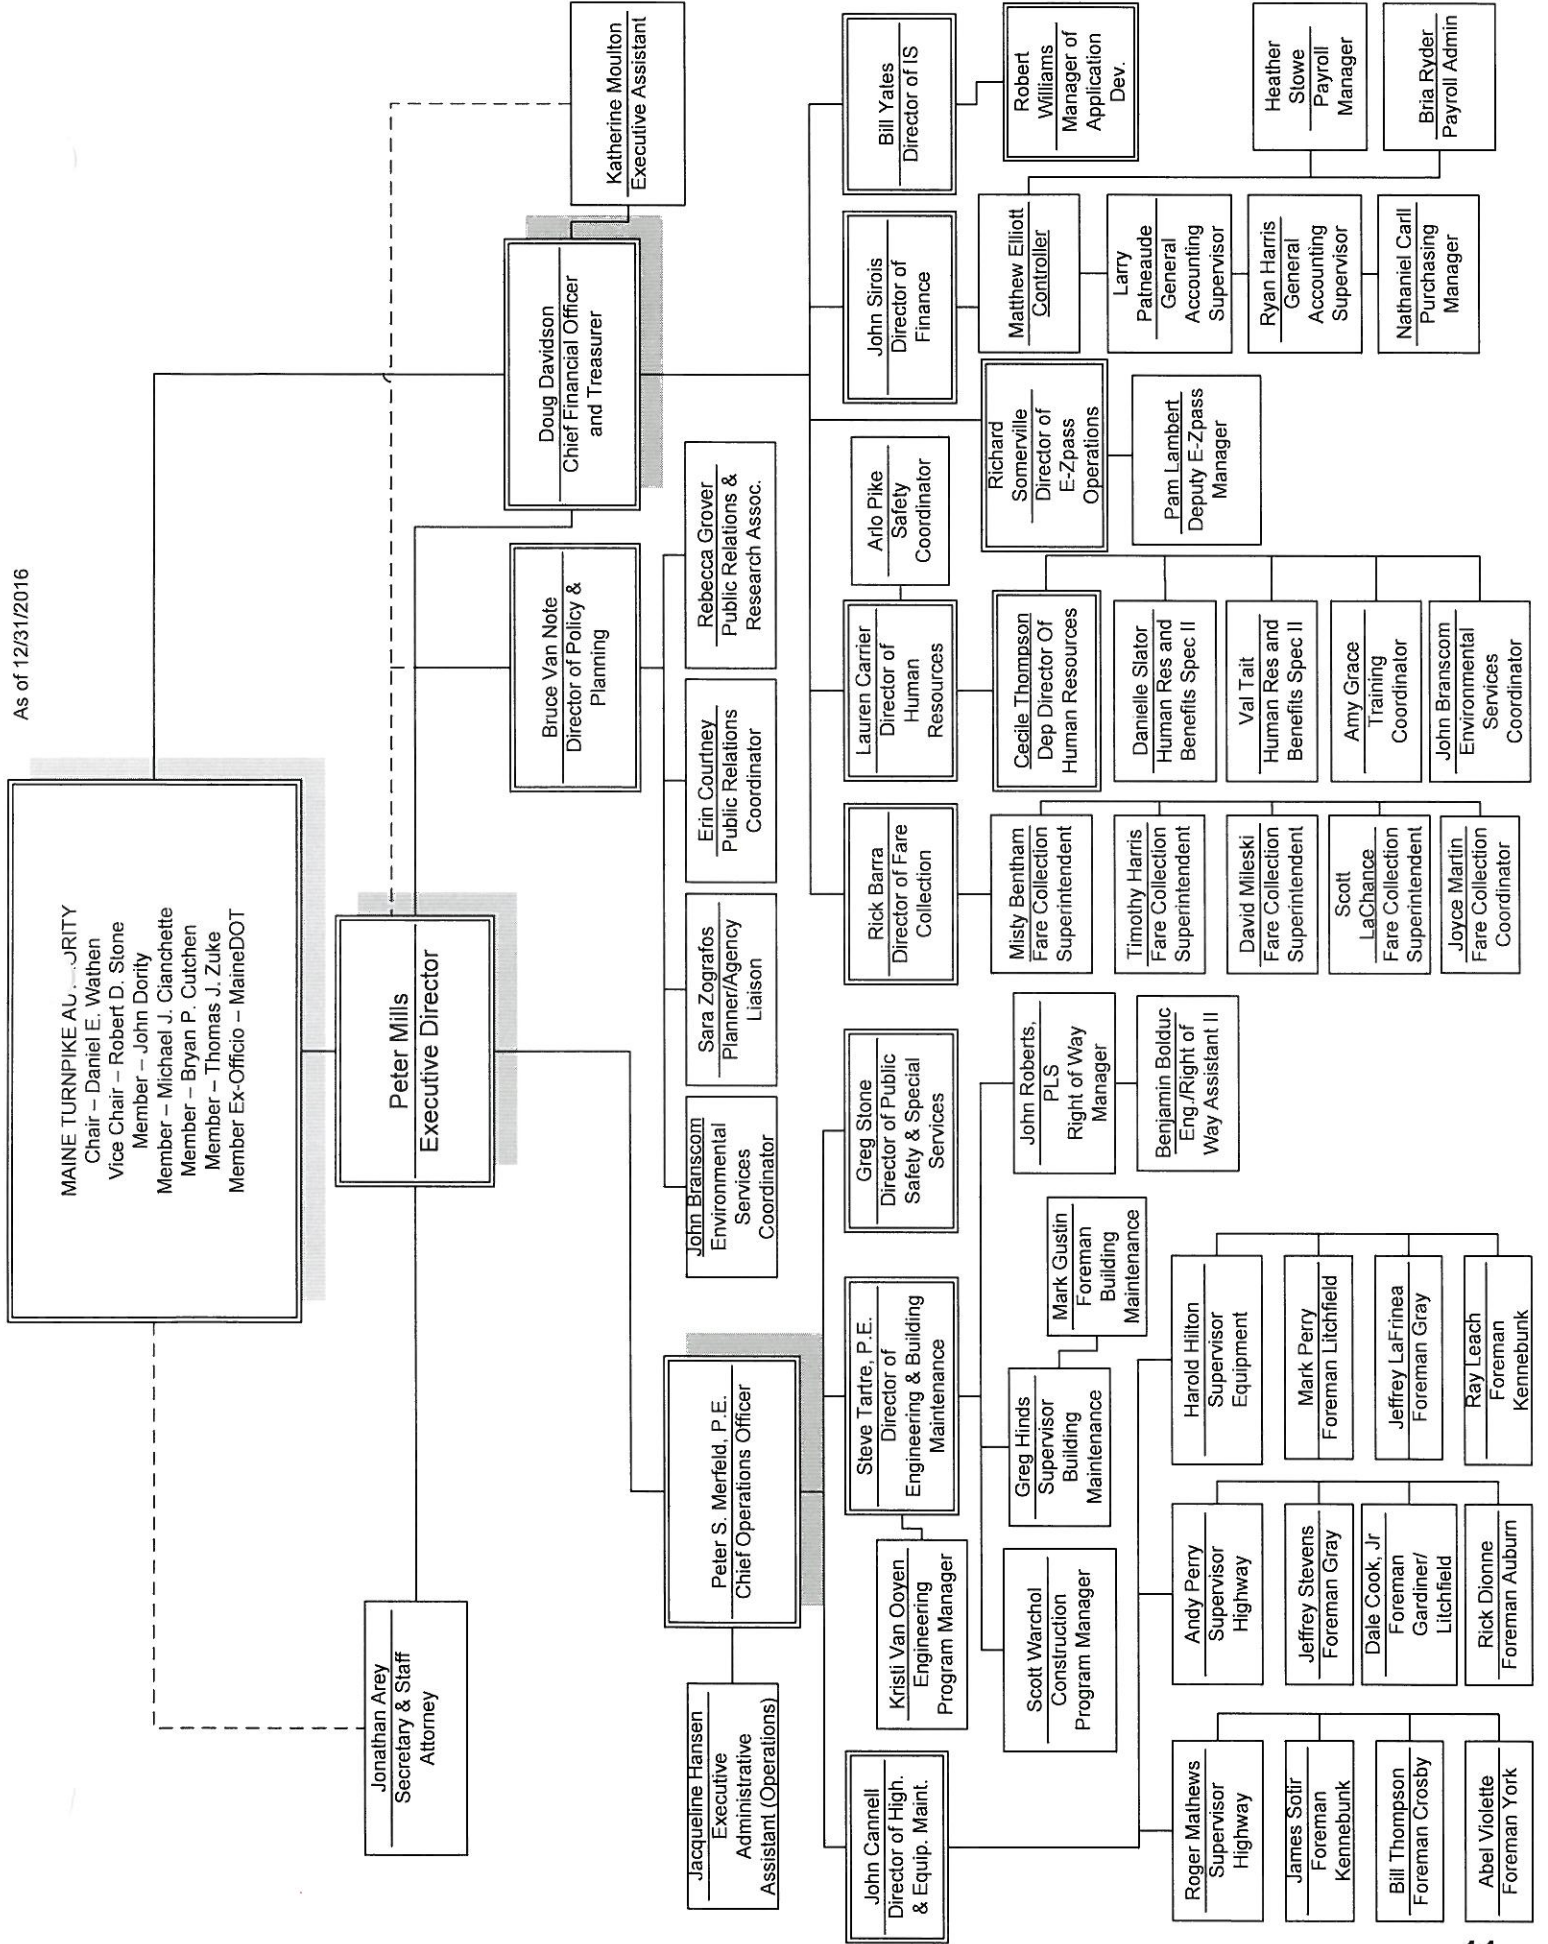 As of 12/31/2016
MAINE TURNPIKE
Chair – Daniel E. Wathen
Vice Chair – Robert D. Stone
Member – John Dority
Member – Michael J. Cianchette
Member – Bryan P. Cutchen
Member – Thomas J. Zuke
Member Ex-Officio – MaineDOT
Peter Mills
Executive Director
Jonathan Arey
Secretary & Staff
Attorney
Katherine Moulton
Executive Assistant
Doug Davidson
Chief Financial Officer
and Treasurer
Bruce Van Note
Director of Policy &
Planning
Peter S. Merfeld, P.E.
Chief Operations Officer
Jacqueline Hansen
Executive
Administrative
Assistant (Operations)
John Branscom
Environmental
Services
Coordinator
Sara Zografos
Planner/Agency
Liaison
Erin Courtney
Public Relations
Coordinator
Rebecca Grover
Public Relations &
Research Assoc.
John Cannell
Director of High.
& Equip. Maint.
Kristi Van Ooyen
Engineering
Program Manager
Steve Tartre, P.E.
Director of
Engineering & Building
Maintenance
Greg Stone
Director of Public
Safety & Special
Services
Rick Barra
Director of Fare
Collection
Lauren Carrier
Director of
Human
Resources
Arlo Pike
Safety
Coordinator
John Sirois
Director of
Finance
Bill Yates
Director of IS
Scott Warchol
Construction
Program Manager
Greg Hinds
Supervisor
Building
Maintenance
Mark Gustin
Foreman
Building
Maintenance
John Roberts,
PLS
Right of Way
Manager
Benjamin Bolduc
Eng./Right of
Way Assistant II
Misty Bentham
Fare Collection
Superintendent
Timothy Harris
Fare Collection
Superintendent
David Mileski
Fare Collection
Superintendent
Scott
LaChance
Fare Collection
Superintendent
Joyce Martin
Fare Collection
Coordinator
Cecile Thompson
Dep Director Of
Human Resources
Danielle Slator
Human Res and
Benefits Spec II
Val Tait
Human Res and
Benefits Spec II
Amy Grace
Training
Coordinator
John Branscom
Environmental
Services
Coordinator
Richard
Somerville
Director of
E-Zpass
Operations
Pam Lambert
Deputy E-Zpass
Manager
Matthew Elliott
Controller
Larry
Patneaude
General
Accounting
Supervisor
Ryan Harris
General
Accounting
Supervisor
Nathaniel Carll
Purchasing
Manager
Robert
Williams
Manager of
Application
Dev.
Heather
Stowe
Payroll
Manager
Bria Ryder
Payroll Admin
Roger Mathews
Supervisor
Highway
James Sotir
Foreman
Kennebunk
Bill Thompson
Foreman Crosby
Abel Violette
Foreman York
Andy Perry
Supervisor
Highway
Jeffrey Stevens
Foreman Gray
Dale Cook, Jr
Foreman
Gardiner/
Litchfield
Rick Dionne
Foreman Auburn
Harold Hilton
Supervisor
Equipment
Mark Perry
Foreman Litchfield
Jeffrey LaFrinea
Foreman Gray
Ray Leach
Foreman
Kennebunk